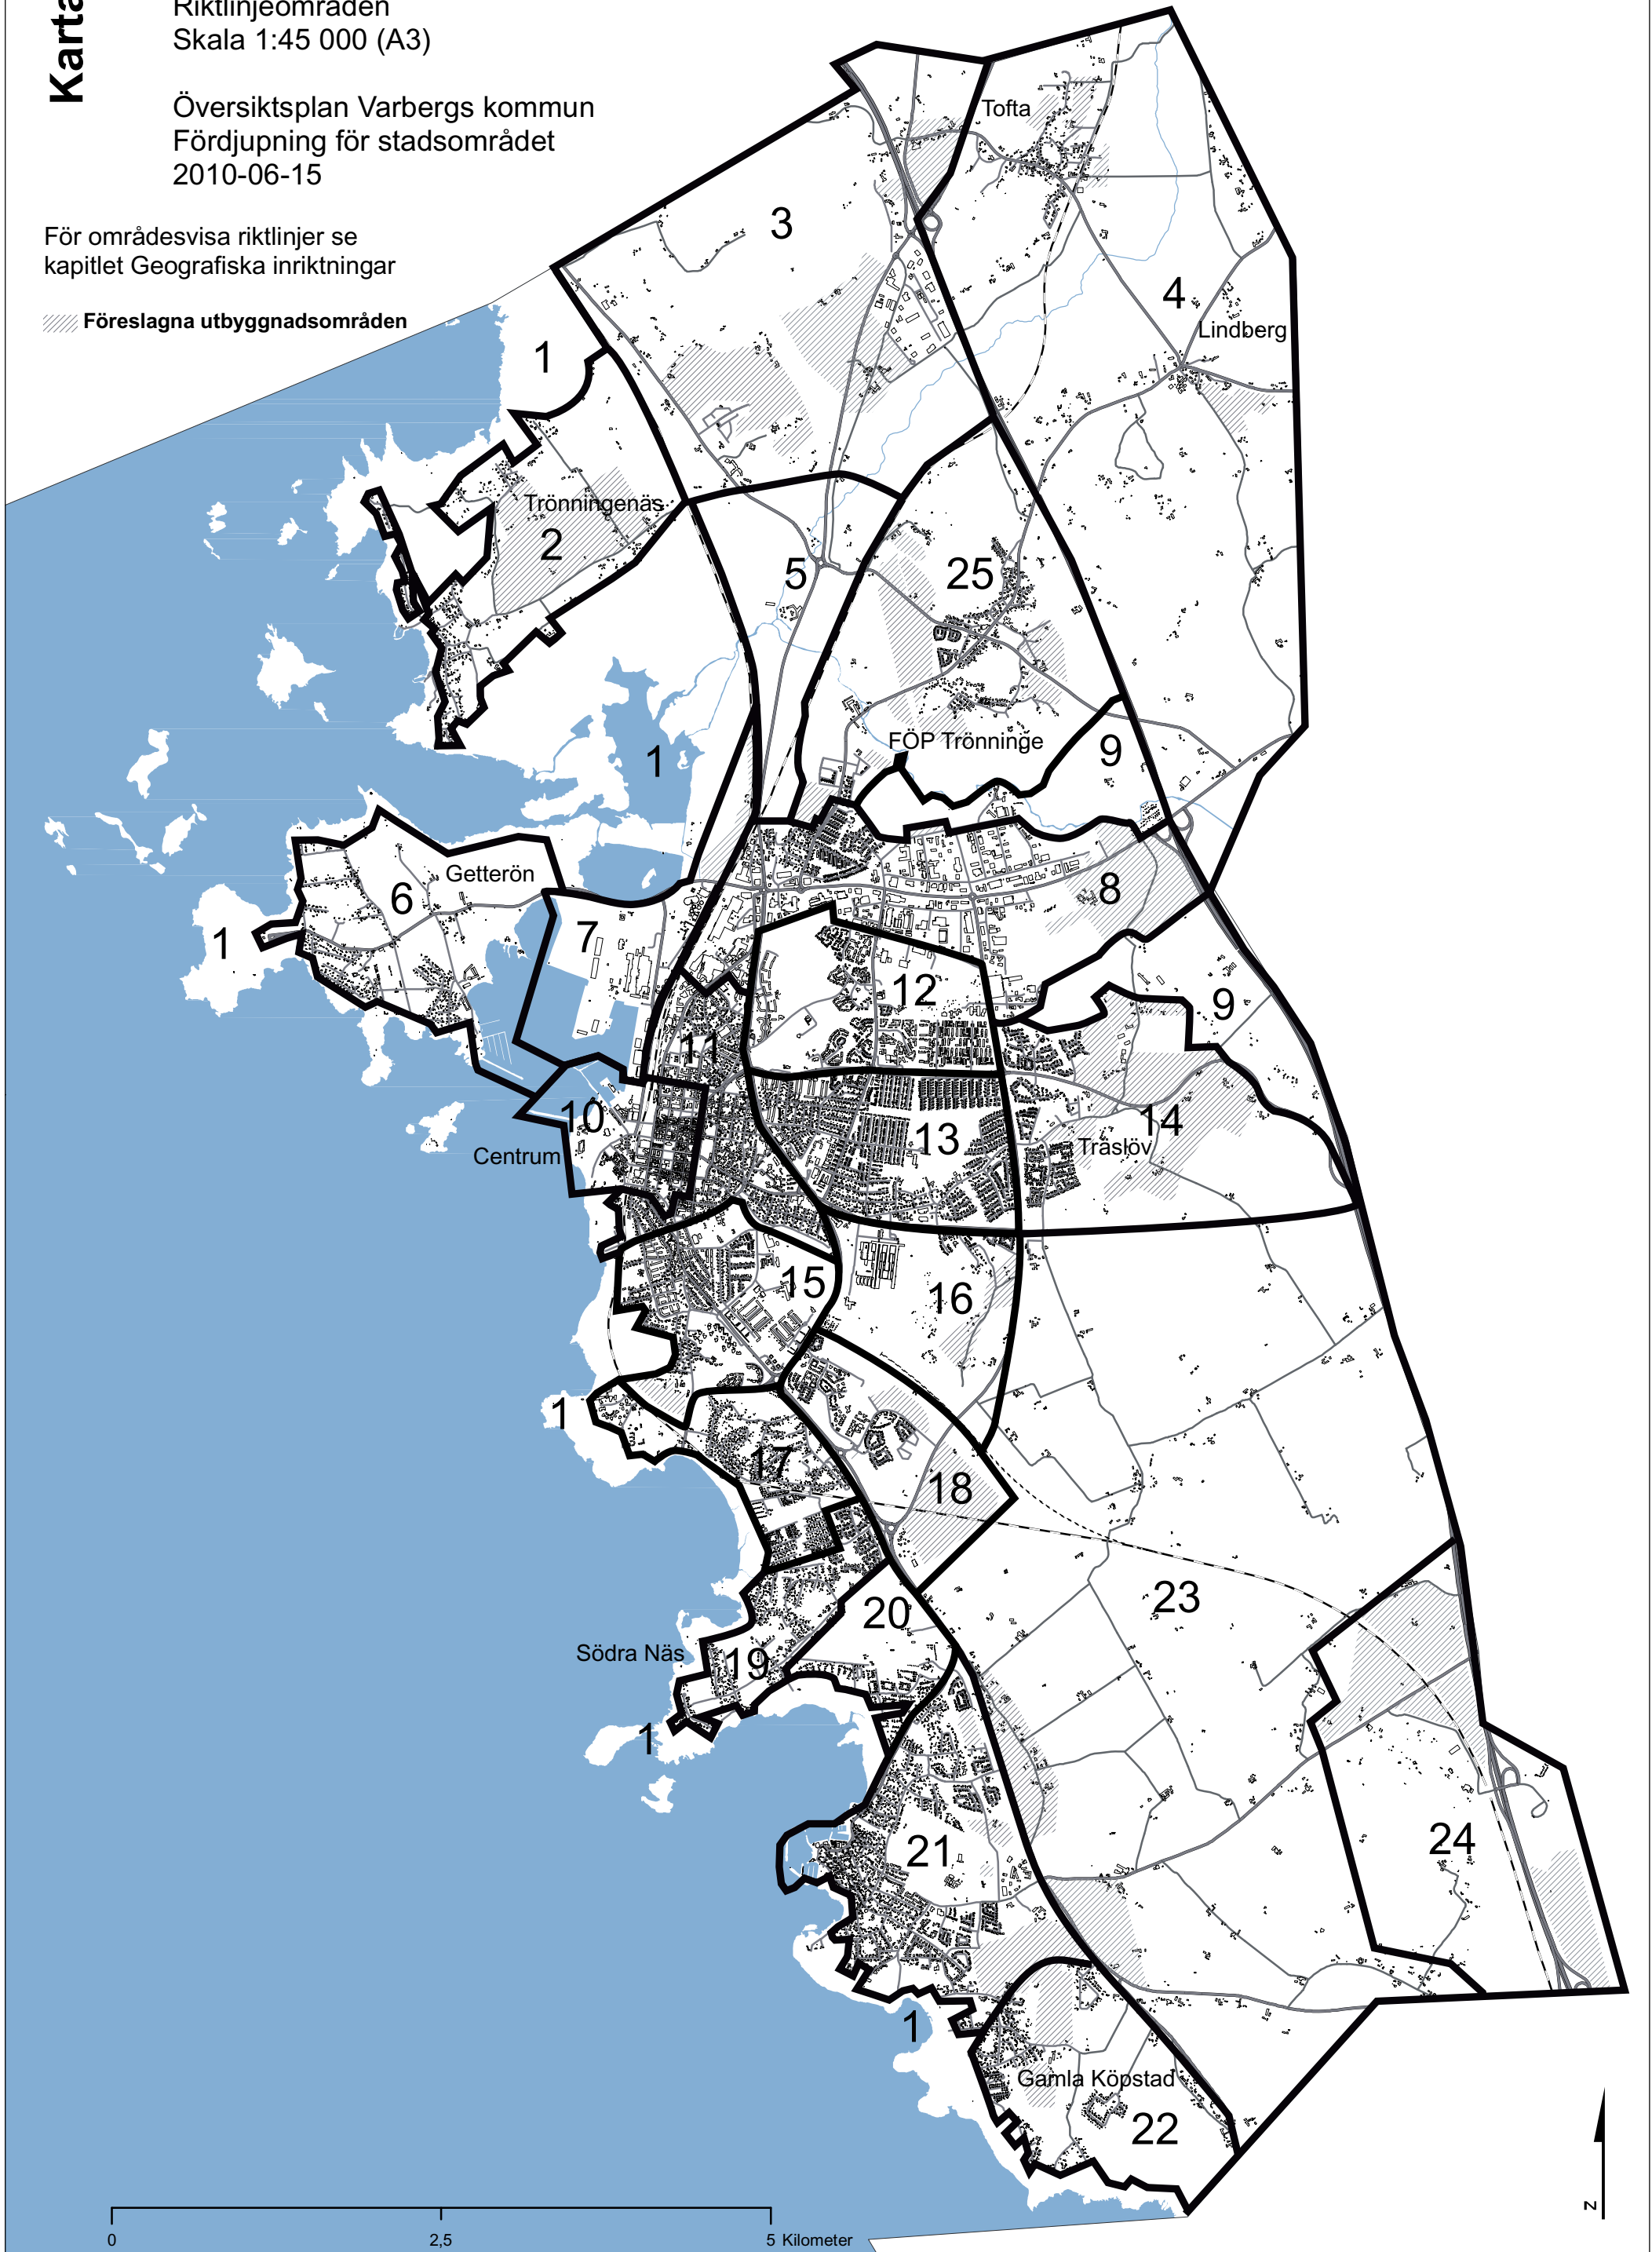 Karta
Riktlinjeområden
Skala 1:45 000 (A3)
Översiktsplan Varbergs kommun
Fördjupning för stadsområdet
2010-06-15
För områdesvisa riktlinjer se
kapitlet Geografiska inriktningar
Föreslagna utbyggnadsområden
Tofta
3
4
Lindberg
1
Trönningenäs
2
5
25
FÖP Trönninge
9
1
Getterön
6
8
7
1
12
9
11
10
13
14
Träslöv
Centrum
15
16
1
17
18
23
20
Södra Näs
19
1
24
21
1
Gamla Köpstad
22
N
0
2,5
5 Kilometer